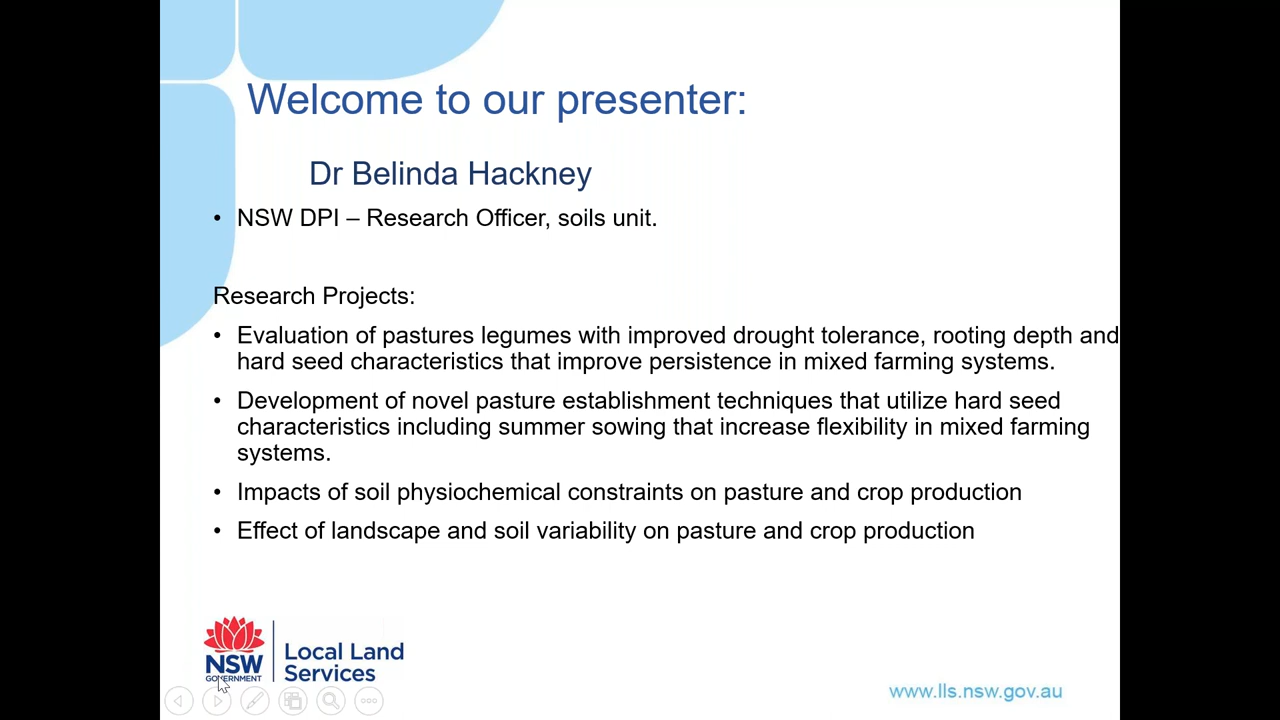 Welcome to our presenter:
Dr Belinda Hackney
• NSW DPI – Research Officer, soils unit.
Research Projects:
• Evaluation of pastures legumes with improved drought tolerance, rooting depth and
hard seed characteristics that improve persistence in mixed farming systems.
• Development of novel pasture establishment techniques that utilize hard seed
characteristics including summer sowing that increase flexibility in mixed farming
systems.
• Impacts of soil physiochemical constraints on pasture and crop production
• Effect of landscape and soil variability on pasture and crop production
NSW
GOVERNMENT
Local Land
Services
www.lls.nsw.gov.au